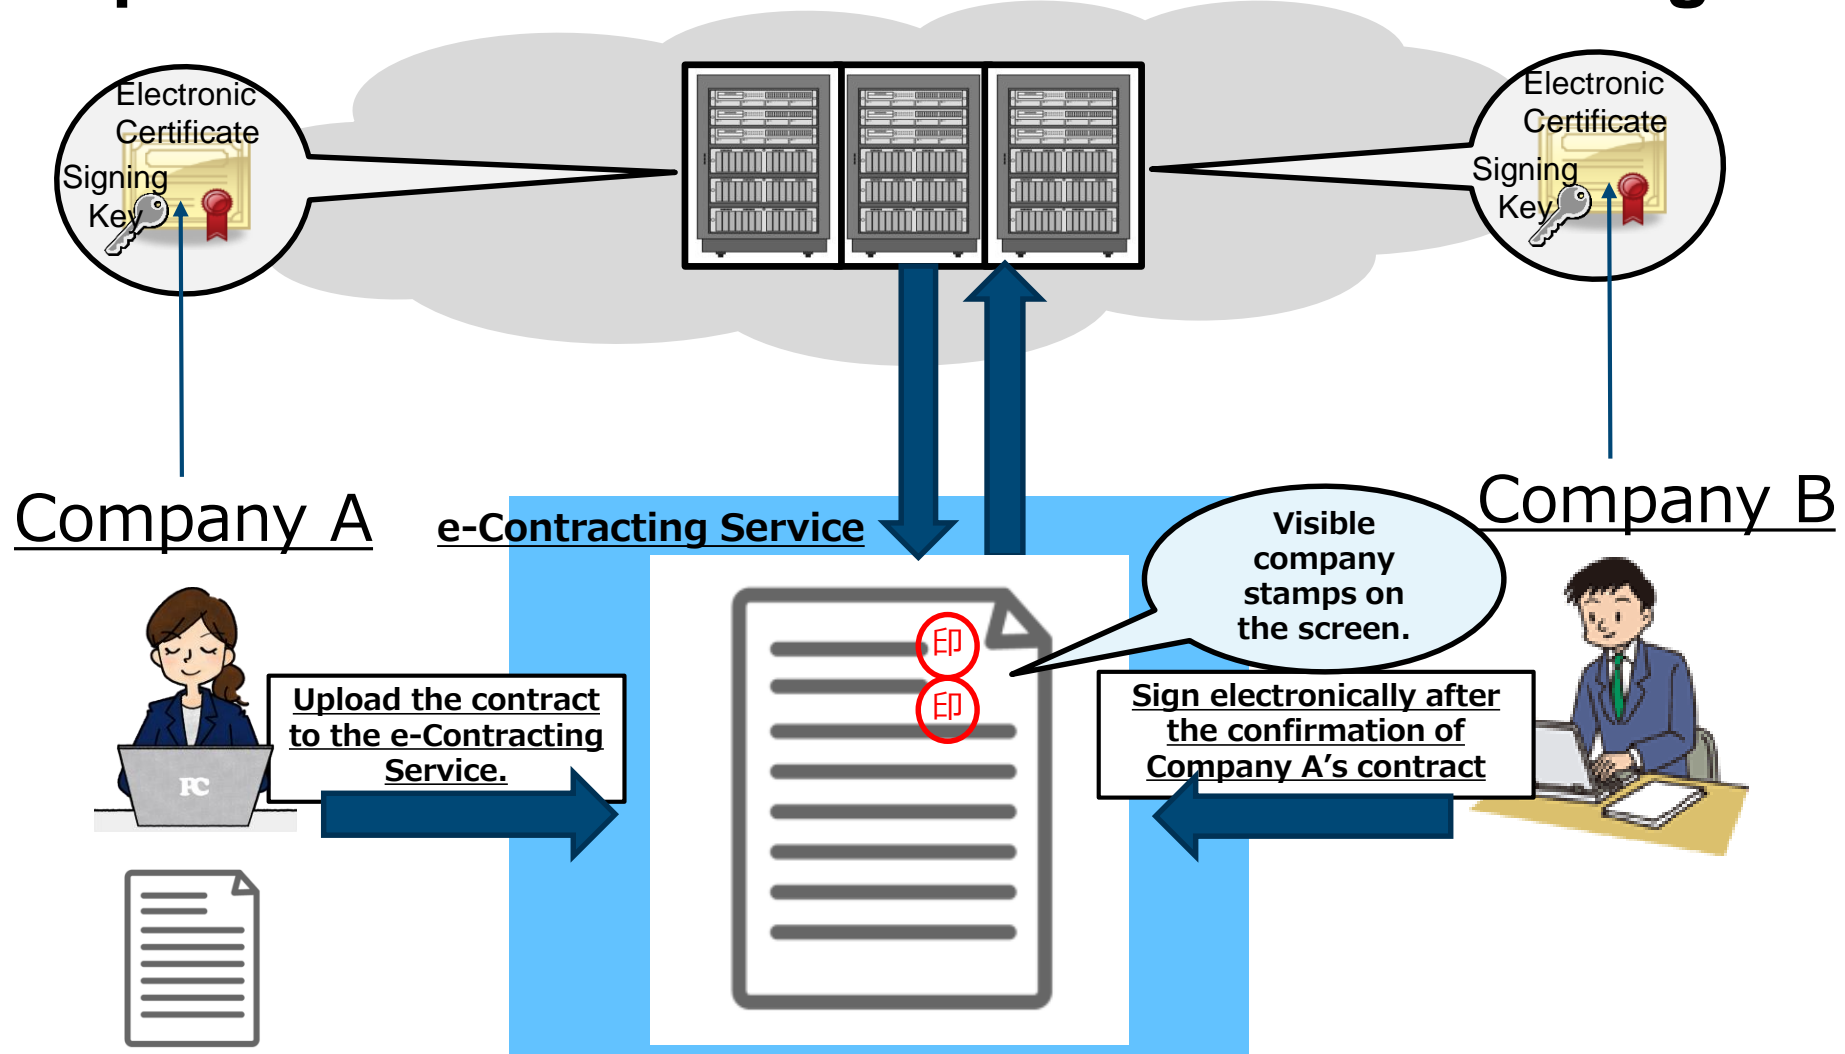 Electronic
Certificate
Signing
Key
Electronic
Certificate
Signing
Key
Company A
Company B
e-Contracting Service
Visible
company
stamps on
the screen.
印
印
Upload the contract
to the e-Contracting
Service.
Sign electronically after
the confirmation of
Company A’s contract
PC